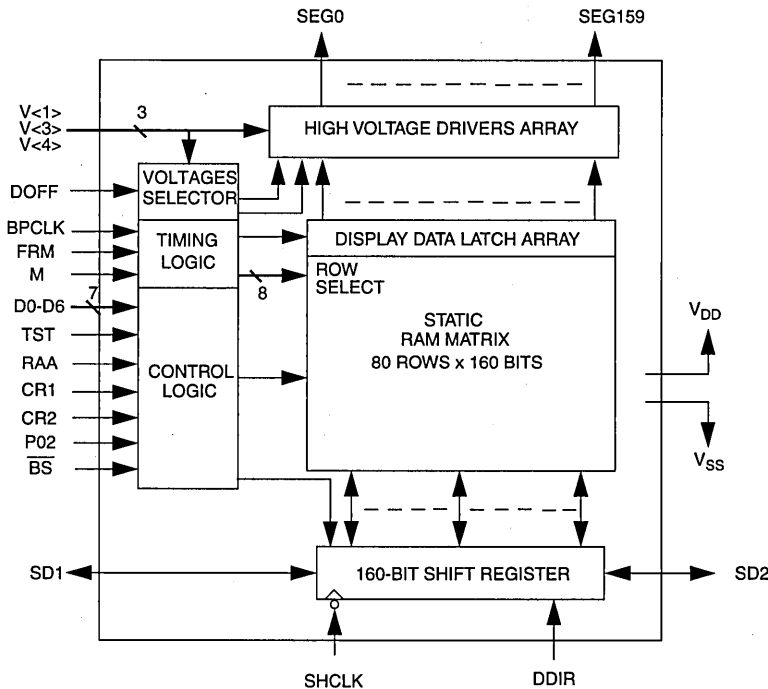 SEG0
SEG159
V<1>
V<3>
V<4>
3
HIGH VOLTAGE DRIVERS ARRAY
DOFF
VOLTAGES
SELECTOR
BPCLK
FRM
M
TIMING
LOGIC
DISPLAY DATA LATCH ARRAY
8
ROW
SELECT
D0-D6
7
TST
RAA
CR1
CR2
P02
BS
CONTROL
LOGIC
STATIC
RAM MATRIX
80 ROWS x 160 BITS
VDD
VSS
SD1
160-BIT SHIFT REGISTER
SD2
SHCLK
DDIR